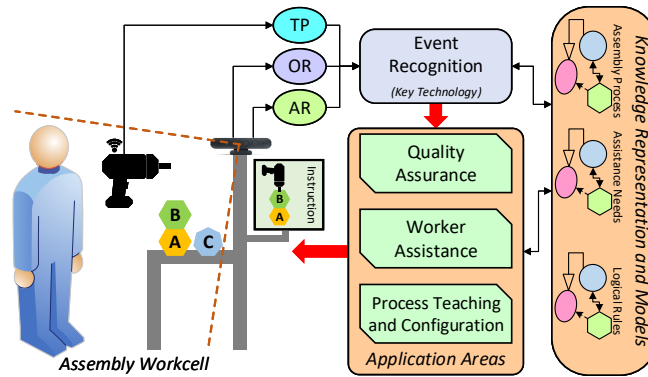 TP
OR
AR
Event
Recognition
(Key Technology)
Quality
Assurance
Worker
Assistance
Process Teaching
and Configuration
Application Areas
Instruction
B
A
B
A
C
Assembly Workcell
Assembly Process
Assistance Needs
Logical Rules
Knowledge Representation and Models